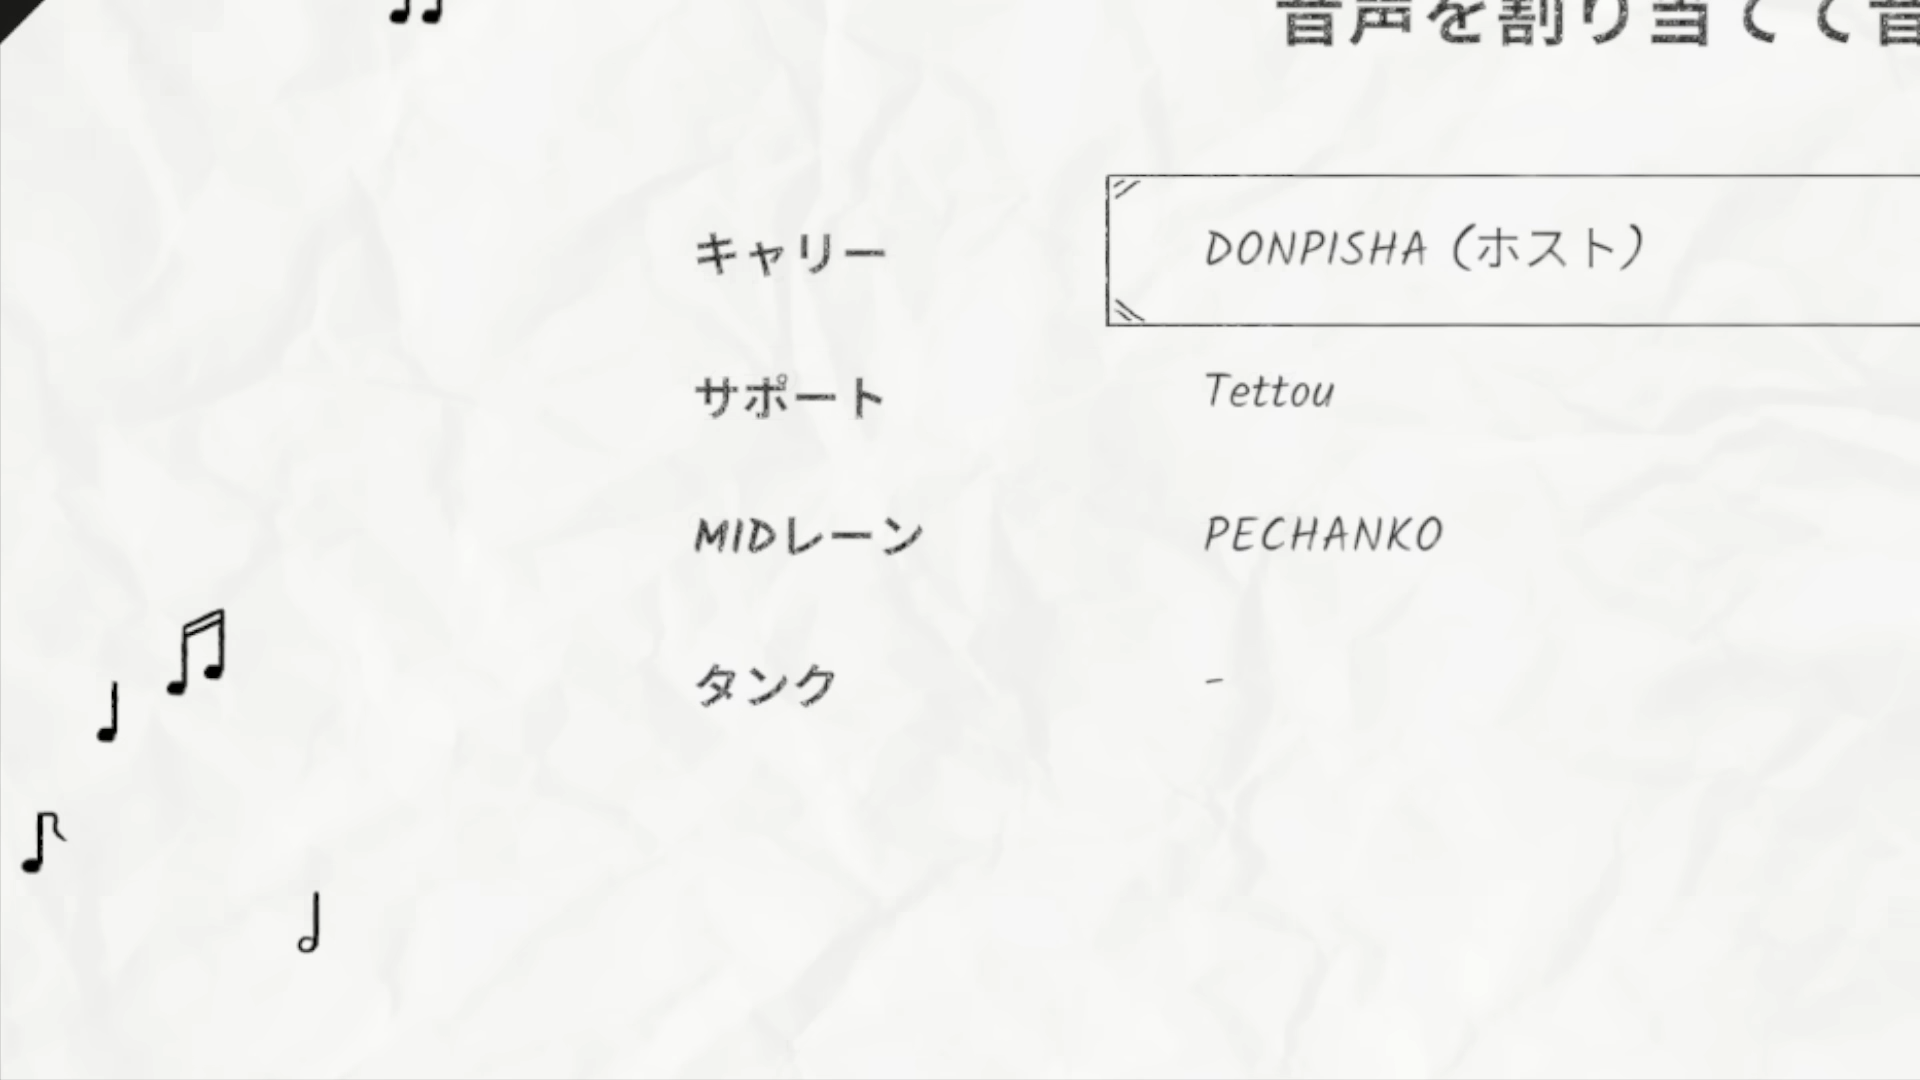 音声を割り当てて音
キャリー DONPISHA (ホスト)
サポート Tettou
MIDレーン PECHANKO
タンク -